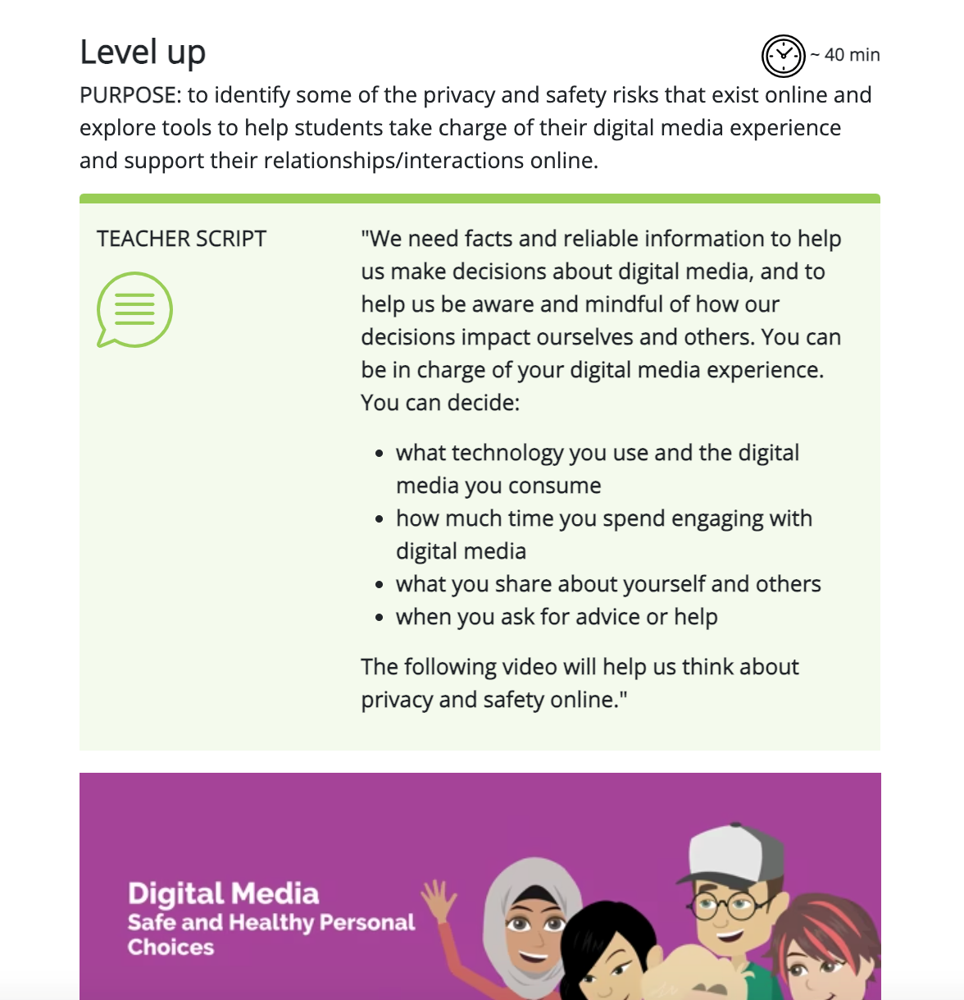 Level up
~ 40 min
PURPOSE: to identify some of the privacy and safety risks that exist online and
explore tools to help students take charge of their digital media experience
and support their relationships/interactions online.
TEACHER SCRIPT
"We need facts and reliable information to help
us make decisions about digital media, and to
help us be aware and mindful of how our
decisions impact ourselves and others. You can
be in charge of your digital media experience.
You can decide:
• what technology you use and the digital
media you consume
• how much time you spend engaging with
digital media
• what you share about yourself and others
• when you ask for advice or help
The following video will help us think about
privacy and safety online."
Digital Media
Safe and Healthy Personal
Choices